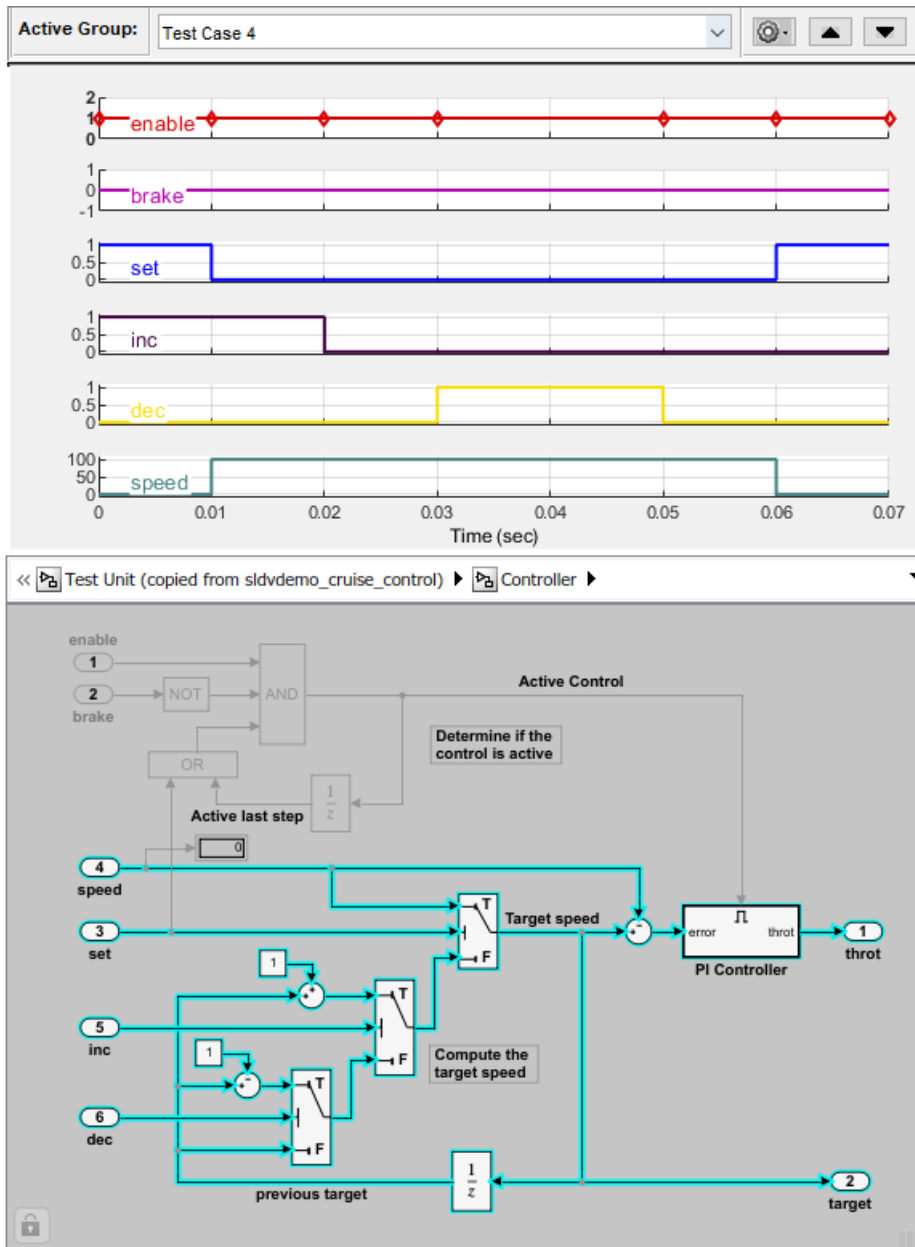 Active Group: Test Case 4
2
1
0
enable
1
0
-1
brake
1
0.5
0
set
1
0.5
0
inc
1
0.5
0
dec
100
50
0
speed
0 0.01 0.02 0.03 0.04 0.05 0.06 0.07
Time (sec)
« Test Unit (copied from sldvdemo_cruise_control) Controller
enable
1
2 NOT AND
brake
Active Control
Determine if the
control is active
OR
1
z
Active last step
0
4
speed
T
Target speed
3
set
F
error throt
PI Controller
1
throt
1
T
5
inc
F
1
Compute the
target speed
T
6
dec
F
1
z
previous target
2
target